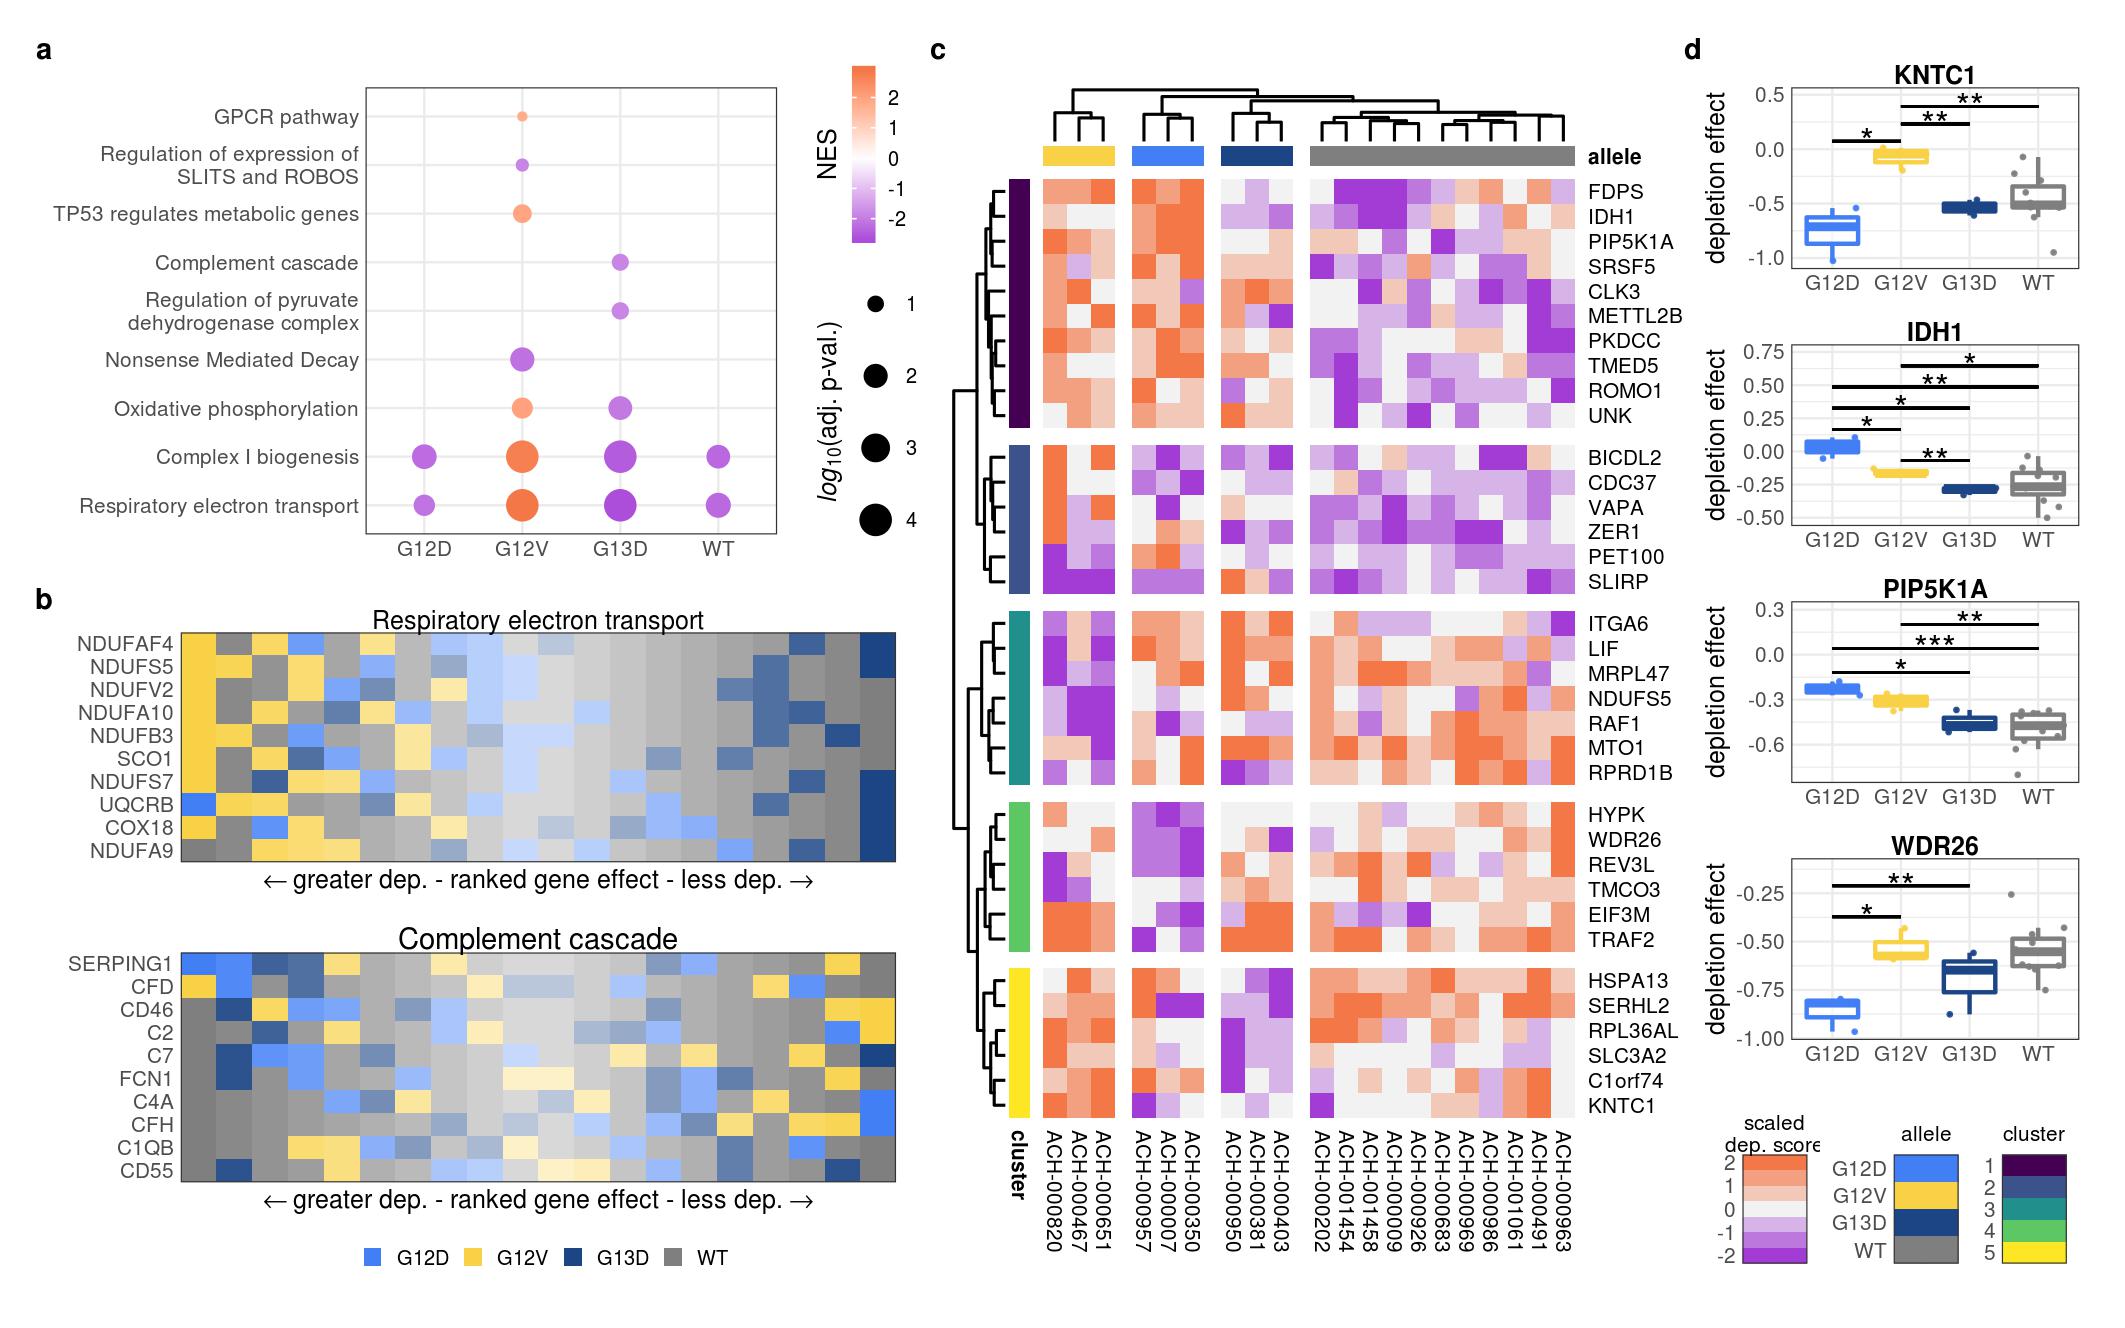 a
GPCR pathway
Regulation of expression of
SLITS and ROBOS
TP53 regulates metabolic genes
Complement cascade
Regulation of pyruvate
dehydrogenase complex
Nonsense Mediated Decay
Oxidative phosphorylation
Complex I biogenesis
Respiratory electron transport
G12D G12V G13D WT
NES
2
1
0
-1
-2
log10(adj. p-val.)
1
2
3
4
b
Respiratory electron transport
NDUFAF4
NDUFS5
NDUFV2
NDUFA10
NDUFB3
SCO1
NDUFS7
UQCRB
COX18
NDUFA9
← greater dep. - ranked gene effect - less dep. →
Complement cascade
SERPING1
CFD
CD46
C2
C7
FCN1
C4A
CFH
C1QB
CD55
← greater dep. - ranked gene effect - less dep. →
G12D G12V G13D WT
c
allele
FDPS
IDH1
PIP5K1A
SRSF5
CLK3
METTL2B
PKDCC
TMED5
ROMO1
UNK
BICDL2
CDC37
VAPA
ZER1
PET100
SLIRP
ITGA6
LIF
MRPL47
NDUFS5
RAF1
MTO1
RPRD1B
HYPK
WDR26
REV3L
TMCO3
EIF3M
TRAF2
HSPA13
SERHL2
RPL36AL
SLC3A2
C1orf74
KNTC1
cluster
ACH-000820
ACH-000467
ACH-000651
ACH-000957
ACH-000007
ACH-000350
ACH-000950
ACH-000381
ACH-000403
ACH-000202
ACH-001454
ACH-001458
ACH-000009
ACH-000926
ACH-000683
ACH-000969
ACH-000986
ACH-001061
ACH-000491
ACH-000963
d
KNTC1
depletion effect
0.5
0.0
-0.5
-1.0
**
**
*
G12D G12V G13D WT
IDH1
depletion effect
0.75
0.50
0.25
0.00
-0.25
-0.50
*
**
*
*
**
G12D G12V G13D WT
PIP5K1A
depletion effect
0.3
0.0
-0.3
-0.6
**
***
*
G12D G12V G13D WT
WDR26
depletion effect
-0.25
-0.50
-0.75
-1.00
**
*
G12D G12V G13D WT
scaled
dep. score
2
1
0
-1
-2
allele
G12D
G12V
G13D
WT
cluster
1
2
3
4
5